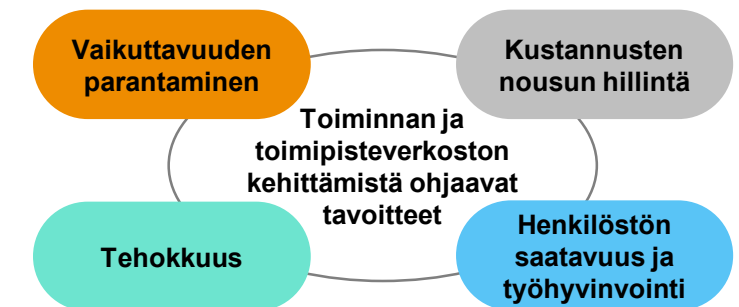 Vaikuttavuuden
parantaminen
Kustannusten
nousun hillintä
Toiminnan ja
toimipisteverkoston
kehittämistä ohjaavat
tavoitteet
Tehokkuus
Henkilöstön
saatavuus ja
työhyvinvointi